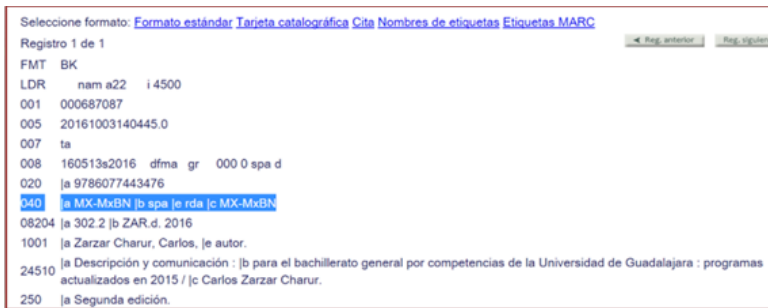 Seleccione formato: Formato estándar Tarjeta catalográfica Cita Nombres de etiquetas Etiquetas MARC
Registro 1 de 1
Reg. anterior Reg. siguien
FMT BK
LDR nam a22 i 4500
001 000687087
005 20161003140445.0
007 ta
008 160513s2016 dfma gr 000 0 spa d
020 |a 9786077443476
040 |a MX-MxBN |b spa |e rda |c MX-MxBN
08204 |a 302.2 |b ZAR.d. 2016
1001 |a Zarzar Charur, Carlos, |e autor.
24510 |a Descripción y comunicación : |b para el bachillerato general por competencias de la Universidad de Guadalajara : programas
actualizados en 2015 / |c Carlos Zarzar Charur.
250 |a Segunda edición.